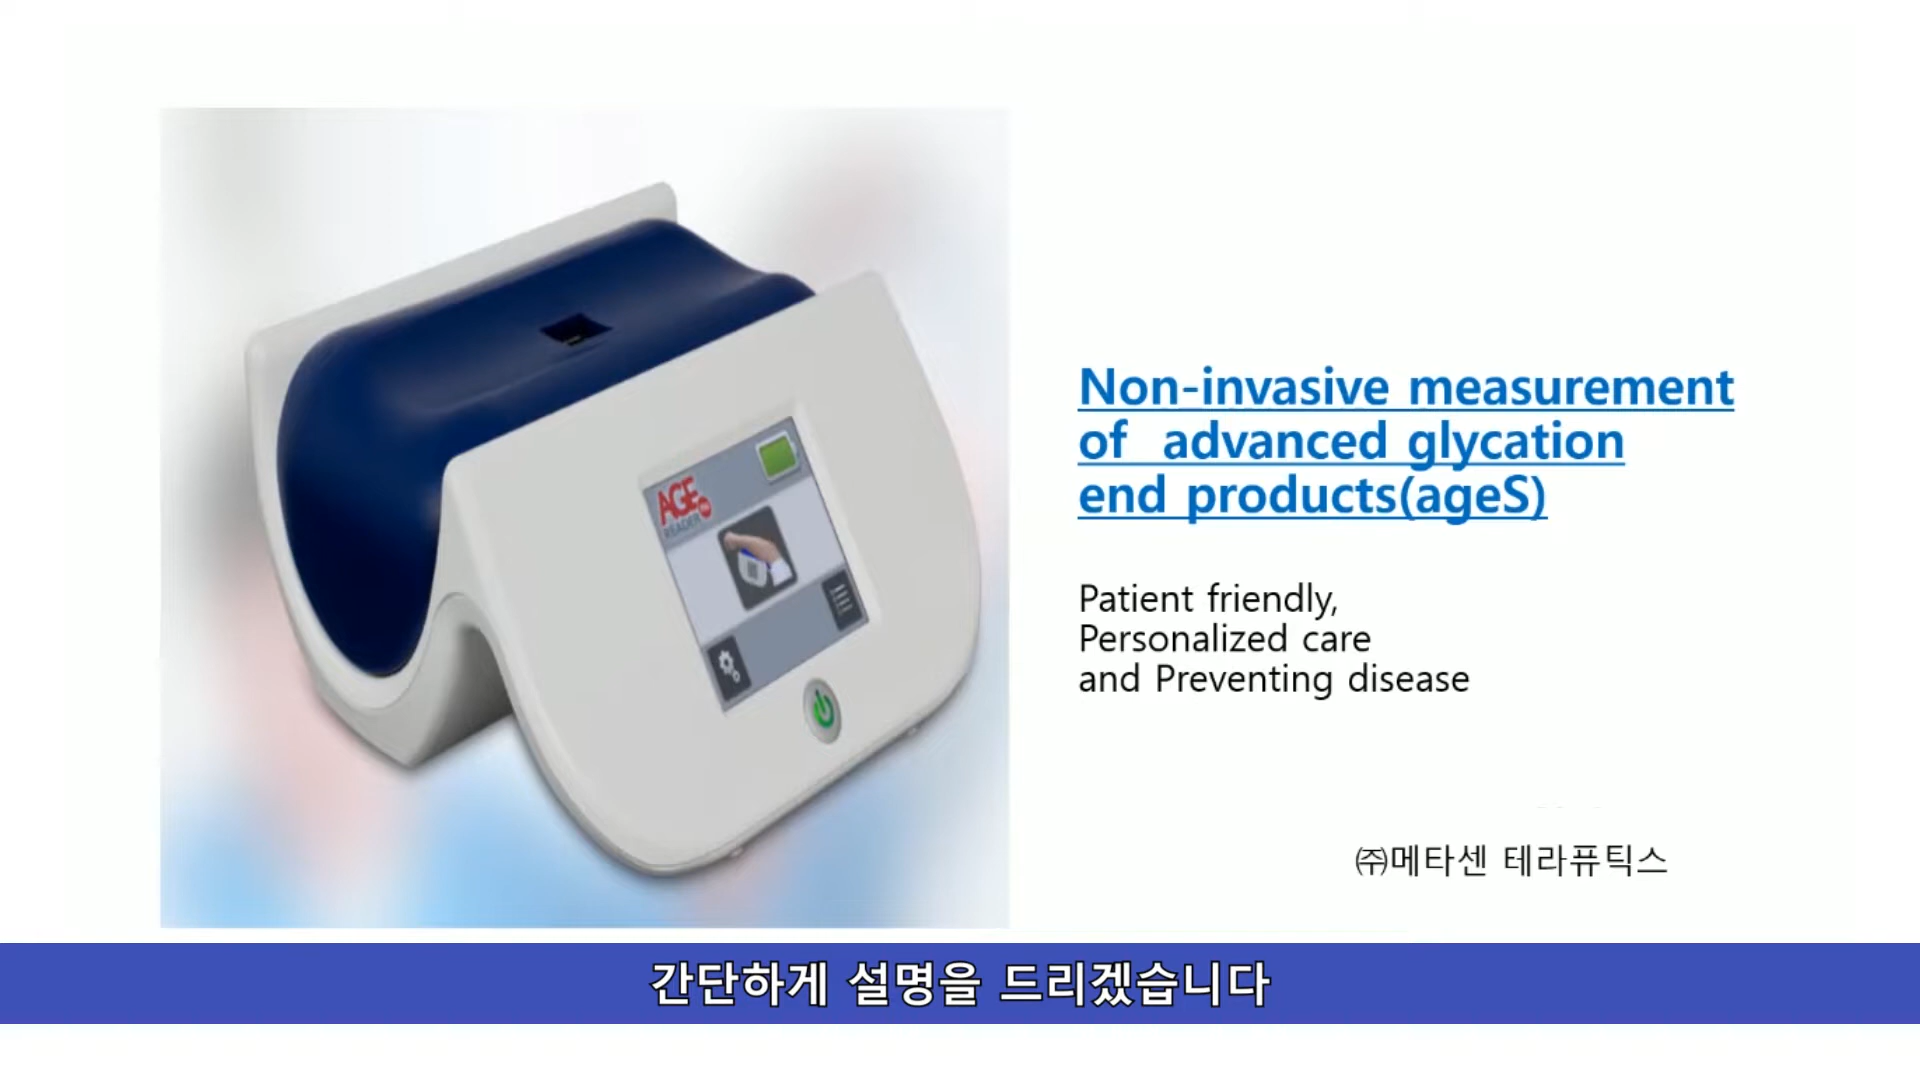 AGE
READER
Non-invasive measurement
of advanced glycation
end products(ageS)
Patient friendly,
Personalized care
and Preventing disease
㈜메타센 테라퓨틱스
간단하게 설명을 드리겠습니다